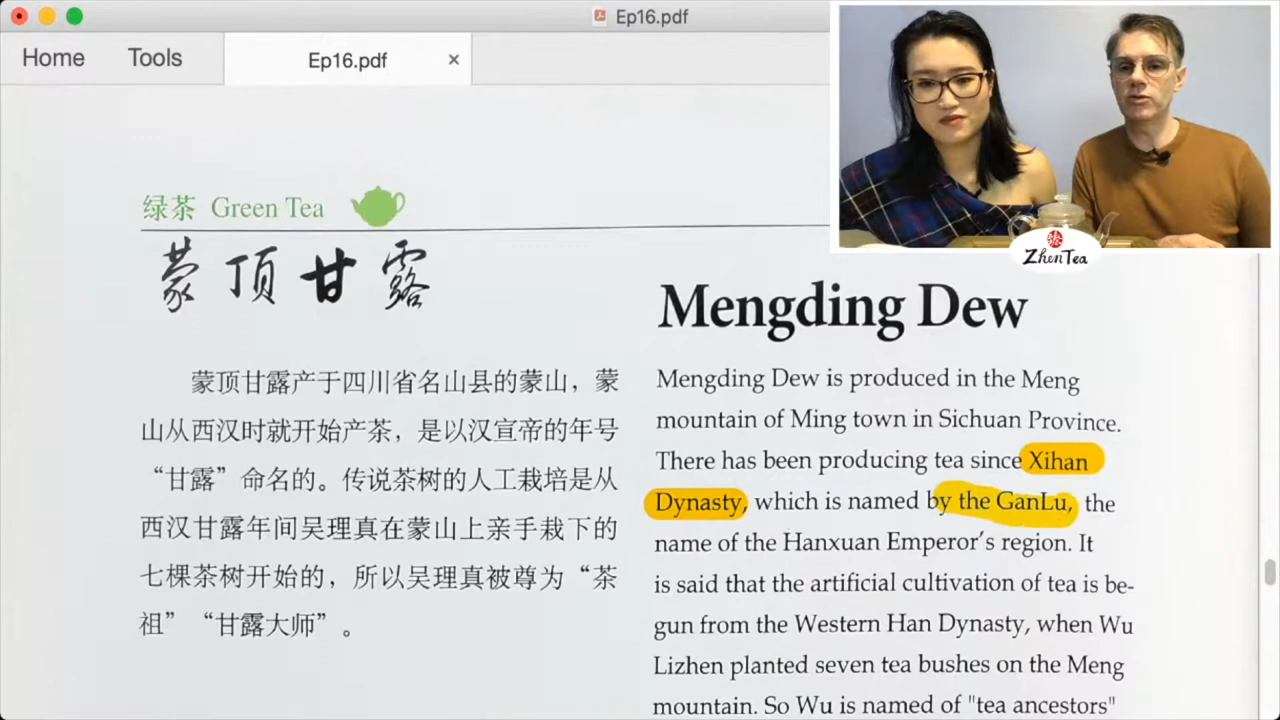 Ep16.pdf
Home
Tools
Ep16.pdf
×
绿茶 Green Tea
蒙顶甘露
蒙顶甘露产于四川省名山县的蒙山，蒙
山从西汉时就开始产茶，是以汉宣帝的年号
“甘露”命名的。传说茶树的人工栽培是从
西汉甘露年间吴理真在蒙山上亲手栽下的
七棵茶树开始的，所以吴理真被尊为“茶
祖”“甘露大师”。
Mengding Dew
Mengding Dew is produced in the Meng
mountain of Ming town in Sichuan Province.
There has been producing tea since Xihan
Dynasty, which is named by the GanLu, the
name of the Hanxuan Emperor's region. It
is said that the artificial cultivation of tea is be-
gun from the Western Han Dynasty, when Wu
Lizhen planted seven tea bushes on the Meng
mountain. So Wu is named of "tea ancestors"
ZhenTea